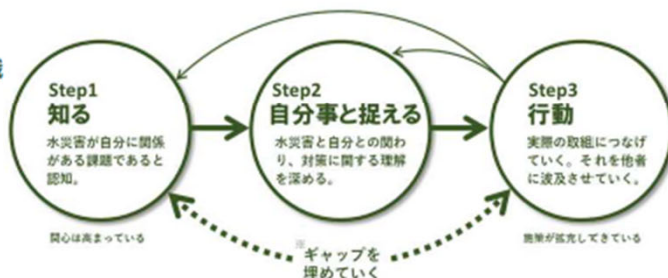 Step1
知る
水災害が自分に関係
がある課題であると
認知。
関心は高まっている
Step2
自分事と捉える
水災害と自分との関わ
り、対策に関する理解
を深める。
Step3
行動
実際の取組につなげ
ていく。それを他者
に波及させていく。
施策が拡充してきている
※
ギャップを
埋めていく